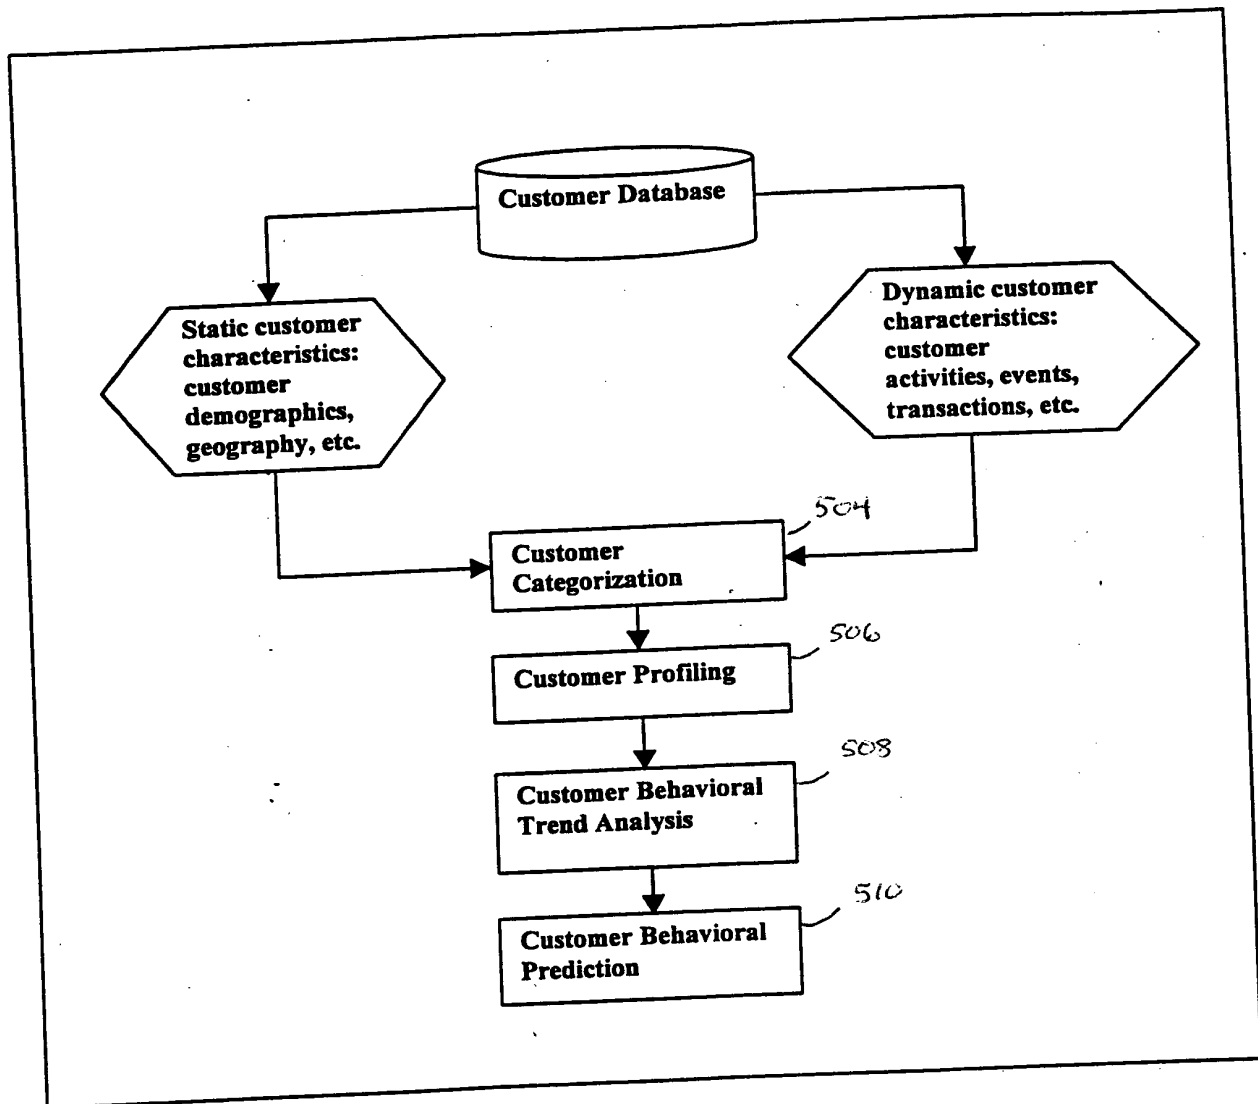 Customer Database
Static customer
characteristics:
customer
demographics,
geography, etc.
Dynamic customer
characteristics:
customer
activities, events,
transactions, etc.
504
Customer
Categorization
506
Customer Profiling
508
Customer Behavioral
Trend Analysis
510
Customer Behavioral
Prediction